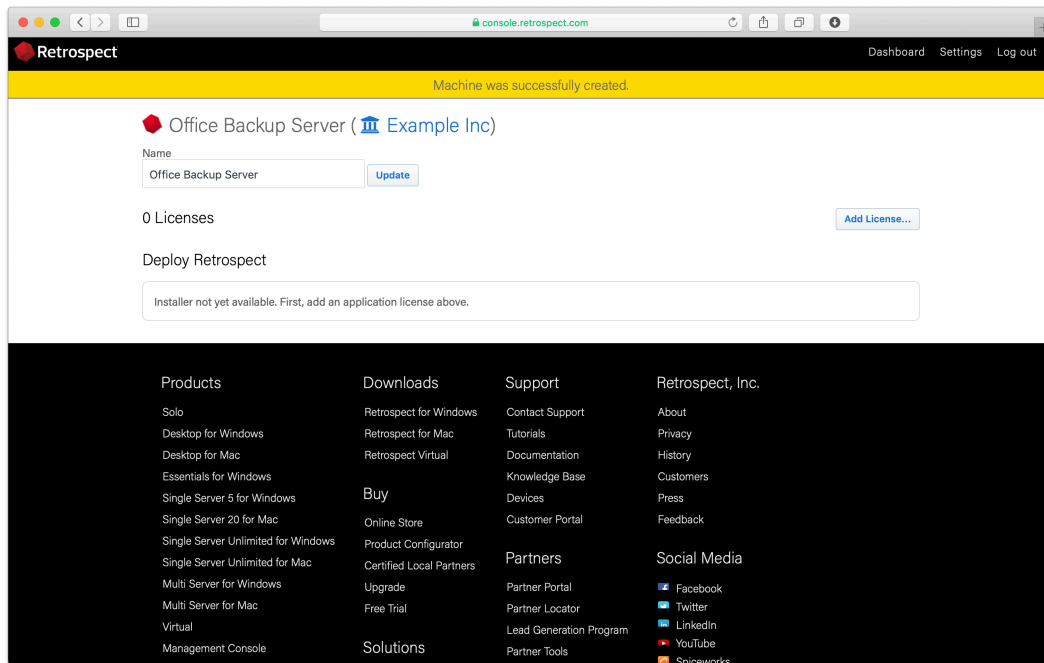 console.retrospect.com
Retrospect
Dashboard Settings Log out
Machine was successfully created.
Office Backup Server ( Example Inc)
Name
Office Backup Server Update
0 Licenses Add License...
Deploy Retrospect
Installer not yet available. First, add an application license above.
Products
Solo
Desktop for Windows
Desktop for Mac
Essentials for Windows
Single Server 5 for Windows
Single Server 20 for Mac
Single Server Unlimited for Windows
Single Server Unlimited for Mac
Multi Server for Windows
Multi Server for Mac
Virtual
Management Console
Downloads
Retrospect for Windows
Retrospect for Mac
Retrospect Virtual
Buy
Online Store
Product Configurator
Certified Local Partners
Upgrade
Free Trial
Solutions
Support
Contact Support
Tutorials
Documentation
Knowledge Base
Devices
Customer Portal
Partners
Partner Portal
Partner Locator
Lead Generation Program
Partner Tools
Retrospect, Inc.
About
Privacy
History
Customers
Press
Feedback
Social Media
Facebook
Twitter
LinkedIn
YouTube
Spiceworks